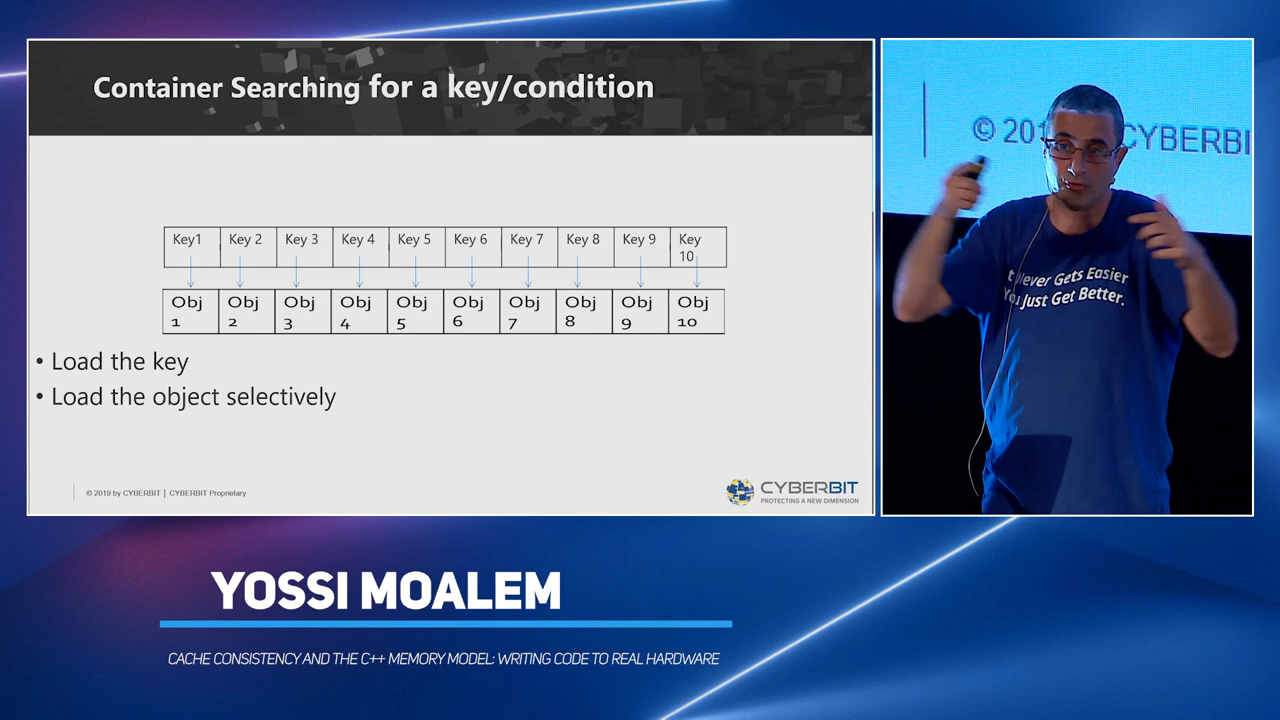 Container Searching for a key/condition
Key1 Key 2 Key 3 Key 4 Key 5 Key 6 Key 7 Key 8 Key 9 Key 10
Obj 1 Obj 2 Obj 3 Obj 4 Obj 5 Obj 6 Obj 7 Obj 8 Obj 9 Obj 10
• Load the key
• Load the object selectively
© 2019 by CYBERBIT | CYBERBIT Proprietary
CYBERBIT
PROTECTING A NEW DIMENSION
© 201 CYBERBI
t Never Gets Easier
You Just Get Better.
YOSSI MOALEM
CACHE CONSISTENCY AND THE C++ MEMORY MODEL: WRITING CODE TO REAL HARDWARE